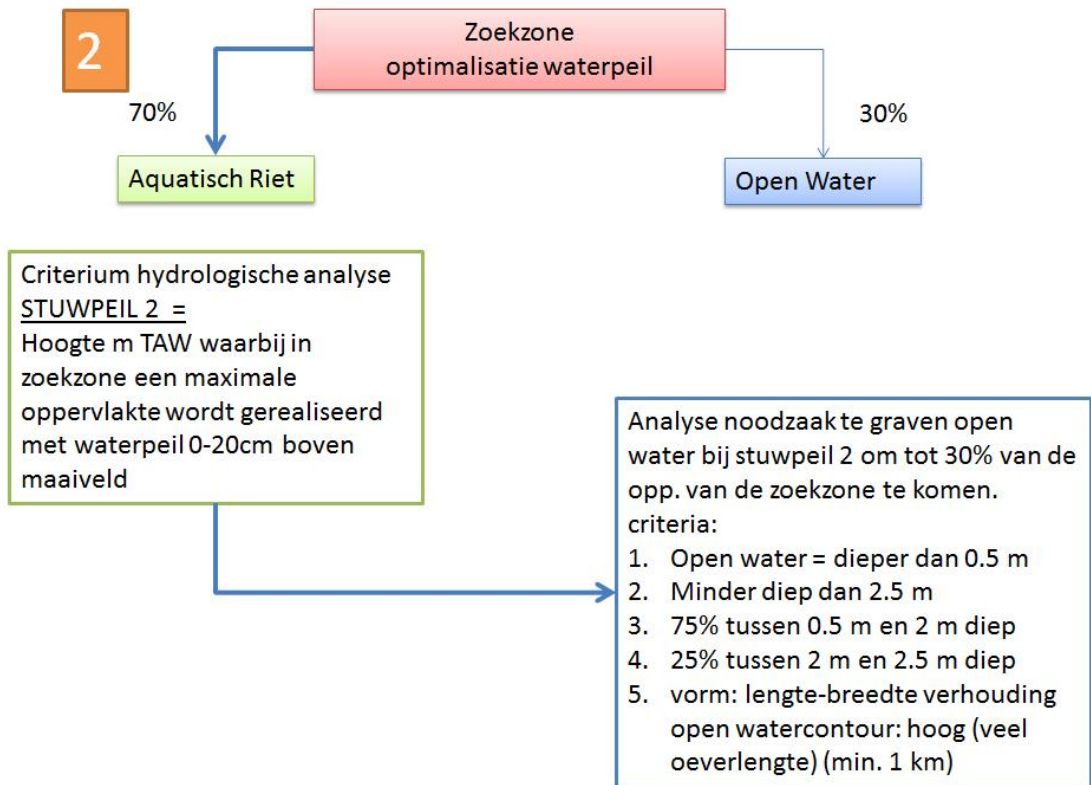 2
Zoekzone
optimalisatie waterpeil
70%
30%
Aquatisch Riet
Open Water
Criterium hydrologische analyse
STUWPEIL 2 =
Hoogte m TAW waarbij in
zoekzone een maximale
oppervlakte wordt gerealiseerd
met waterpeil 0-20cm boven
maaiveld
Analyse noodzaak te graven open
water bij stuwpeil 2 om tot 30% van de
opp. van de zoekzone te komen.
criteria:
1. Open water = dieper dan 0.5 m
2. Minder diep dan 2.5 m
3. 75% tussen 0.5 m en 2 m diep
4. 25% tussen 2 m en 2.5 m diep
5. vorm: lengte-breedte verhouding
open watercontour: hoog (veel
oeverlengte) (min. 1 km)